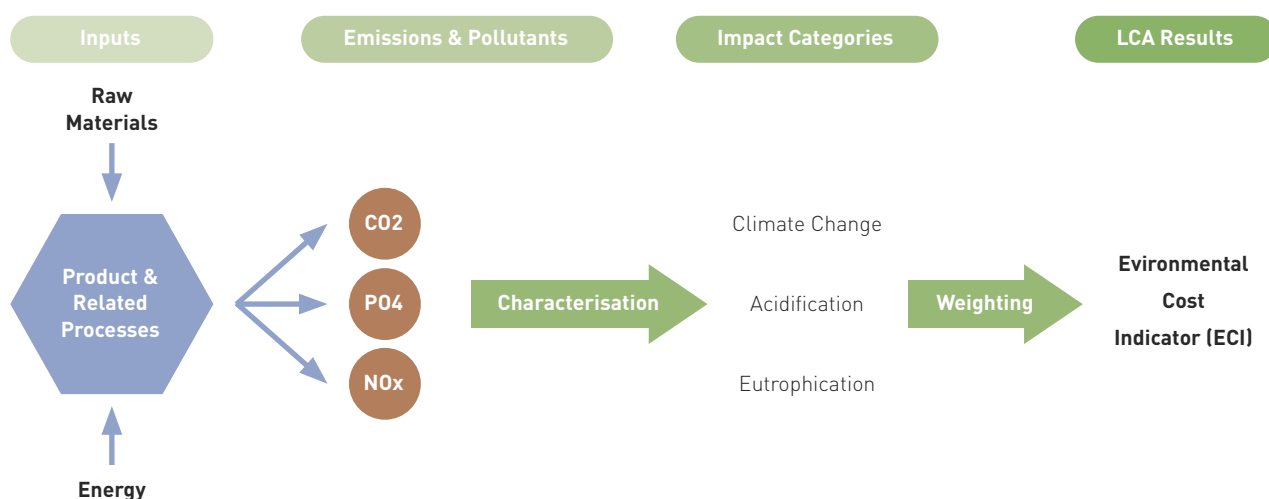 Inputs
Emissions & Pollutants
Impact Categories
LCA Results
Raw
Materials
Product &
Related
Processes
Energy
CO2
PO4
NOx
Characterisation
Climate Change
Acidification
Eutrophication
Weighting
Evironmental
Cost
Indicator (ECI)